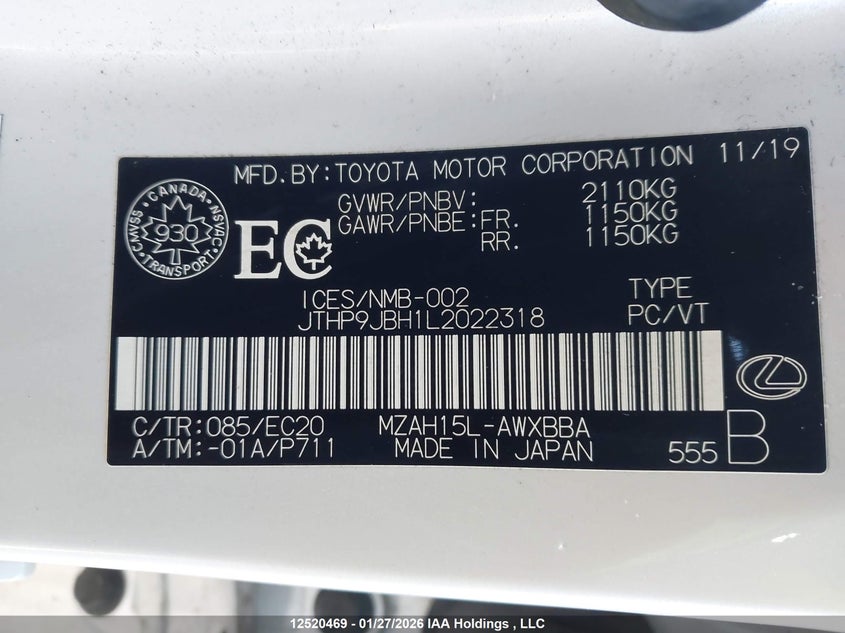 MFD.BY:TOYOTA MOTOR CORPORATION 11/19
GVWR/PNBV: 2110KG
GAWR/PNBE:FR. 1150KG
RR. 1150KG
CANADA
CMVSS 930 NSVAC
TRANSPORT
EC
ICES/NMB-002
JTHP9JBH1L2022318
TYPE
PC/VT
C/TR:085/EC20 MZAH15L-AWXBBA
A/TM:-01A/P711 MADE IN JAPAN 555 B
12520469 - 01/27/2026 IAA Holdings , LLC